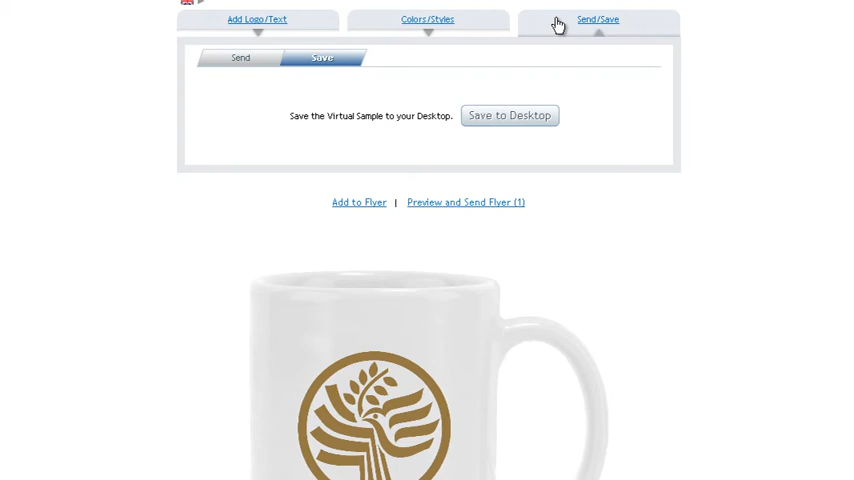 Add Logo/Text
Colors/Styles
Send/Save
Send
Save
Save the Virtual Sample to your Desktop.
Save to Desktop
Add to Flyer | Preview and Send Flyer (1)